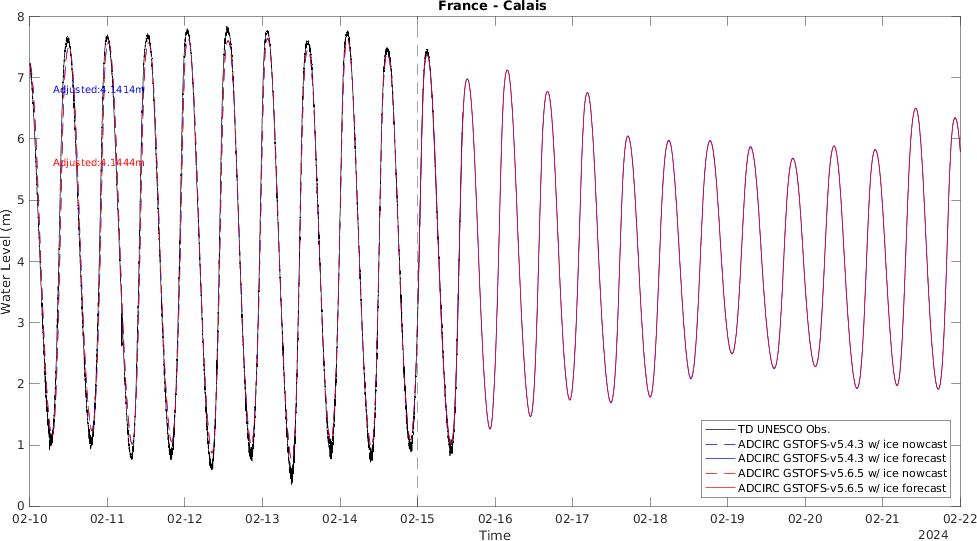 France - Calais
8
7
6
5
4
3
2
1
0
Water Level (m)
Adjusted:4.1414m
Adjusted:4.1444m
TD UNESCO Obs.
ADCIRC GSTOFS-v5.4.3 w/ ice nowcast
ADCIRC GSTOFS-v5.4.3 w/ ice forecast
ADCIRC GSTOFS-v5.6.5 w/ ice nowcast
ADCIRC GSTOFS-v5.6.5 w/ ice forecast
02-10 02-11 02-12 02-13 02-14 02-15 02-16 02-17 02-18 02-19 02-20 02-21 02-22
Time
2024